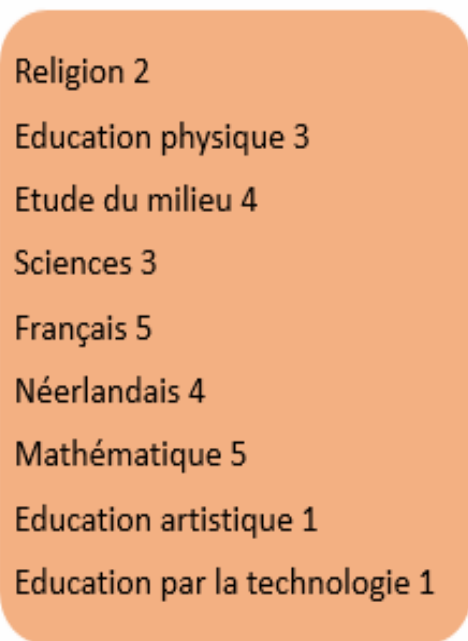 Religion 2
Education physique 3
Etude du milieu 4
Sciences 3
Français 5
Néerlandais 4
Mathématique 5
Education artistique 1
Education par la technologie 1